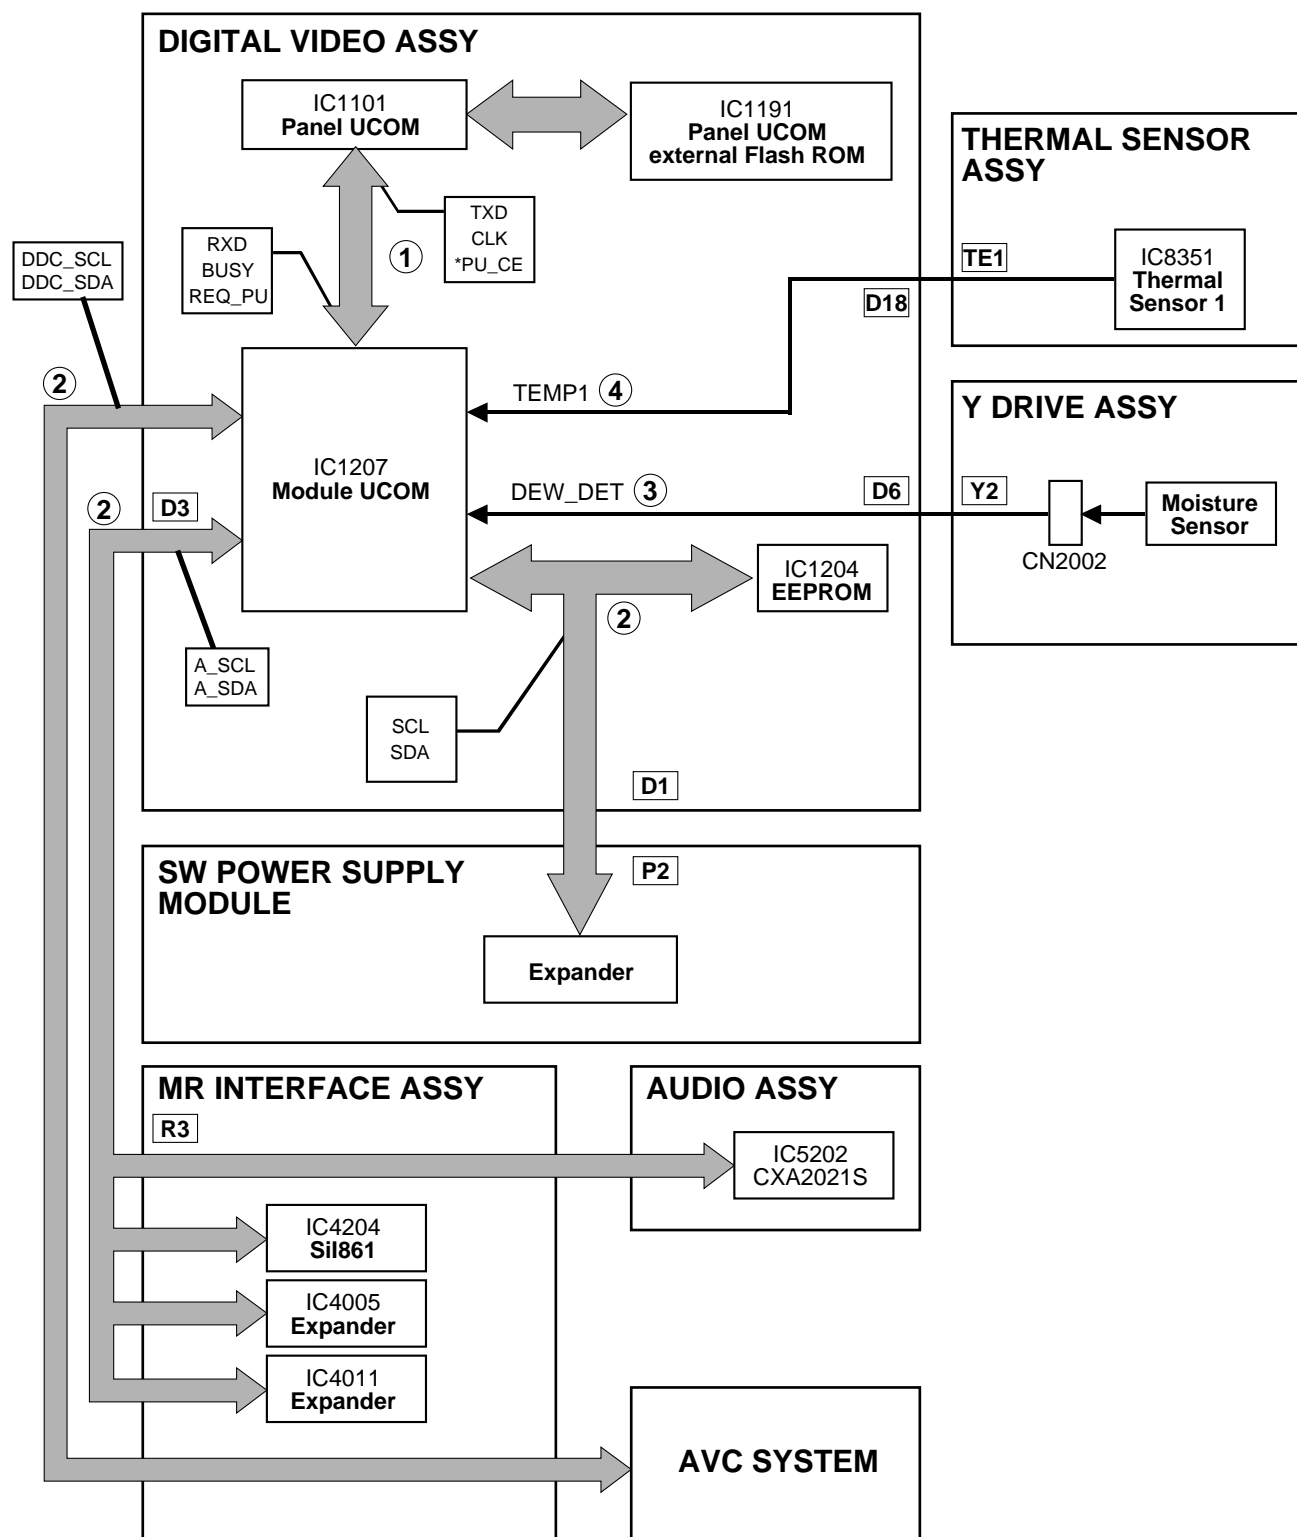 DIGITAL VIDEO ASSY
IC1101
Panel UCOM
IC1191
Panel UCOM
external Flash ROM
THERMAL SENSOR
ASSY
TXD
CLK
*PU_CE
RXD
BUSY
REQ_PU
1
DDC_SCL
DDC_SDA
TE1
IC8351
Thermal
Sensor 1
D18
2
TEMP1 4
Y DRIVE ASSY
IC1207
Module UCOM
DEW_DET 3
D6
Y2
Moisture
Sensor
CN2002
2
D3
IC1204
EEPROM
2
A_SCL
A_SDA
SCL
SDA
D1
SW POWER SUPPLY
MODULE
P2
Expander
MR INTERFACE ASSY
R3
AUDIO ASSY
IC5202
CXA2021S
IC4204
SiI861
IC4005
Expander
IC4011
Expander
AVC SYSTEM